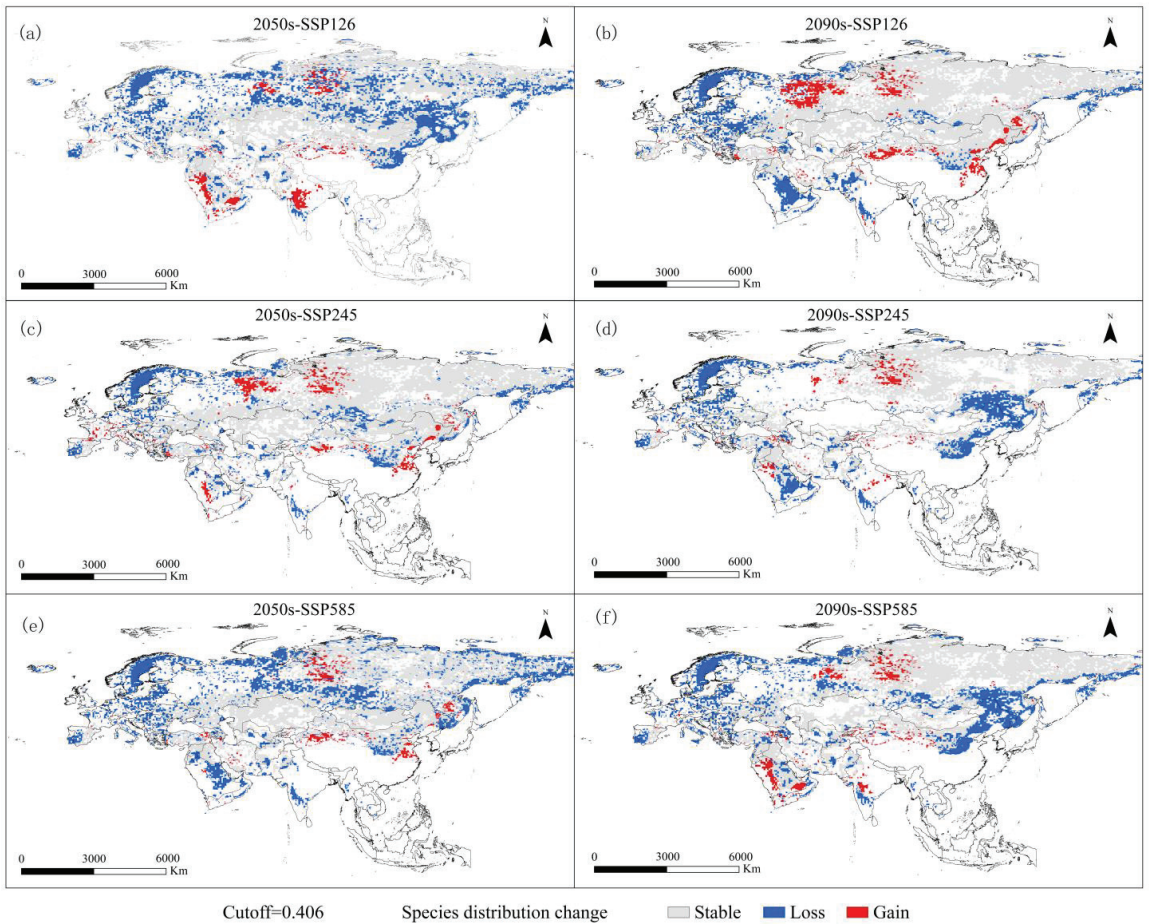 (a)
2050s-SSP126
N
0 3000 6000
Km
(b)
2090s-SSP126
N
0 3000 6000
Km
(c)
2050s-SSP245
N
0 3000 6000
Km
(d)
2090s-SSP245
N
0 3000 6000
Km
(e)
2050s-SSP585
N
0 3000 6000
Km
(f)
2090s-SSP585
N
0 3000 6000
Km
Cutoff=0.406 Species distribution change Stable Loss Gain